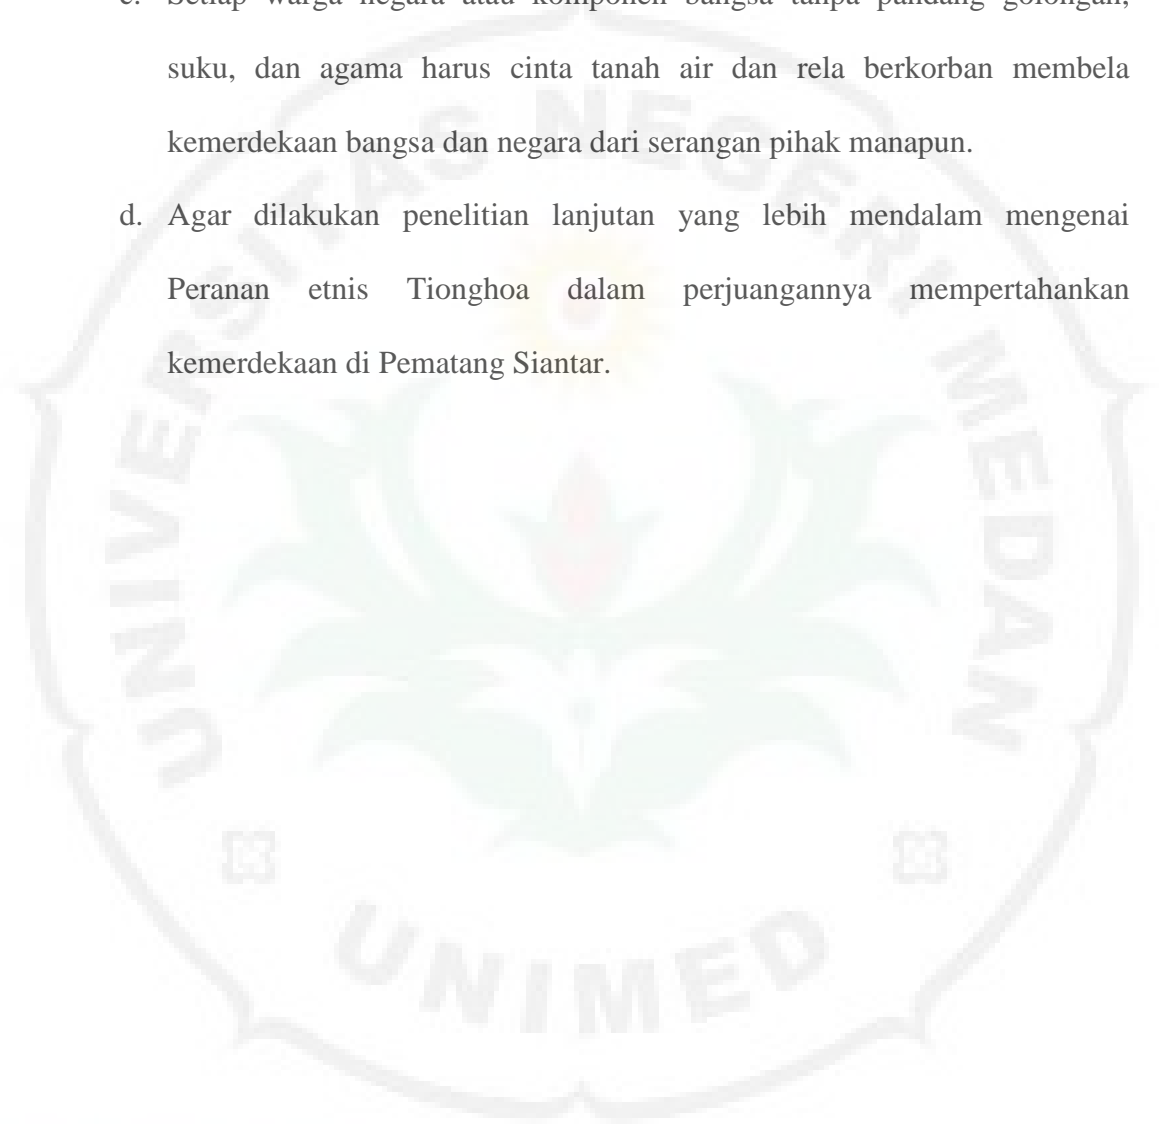 c. Setiap warga negara atau komponen bangsa tanpa pandang golongan,
suku, dan agama harus cinta tanah air dan rela berkorban membela
kemerdekaan bangsa dan negara dari serangan pihak manapun.
d. Agar dilakukan penelitian lanjutan yang lebih mendalam mengenai
Peranan etnis Tionghoa dalam perjuangannya mempertahankan
kemerdekaan di Pematang Siantar.
UNIVERSITAS NEGERI MEDAN
UNIMED